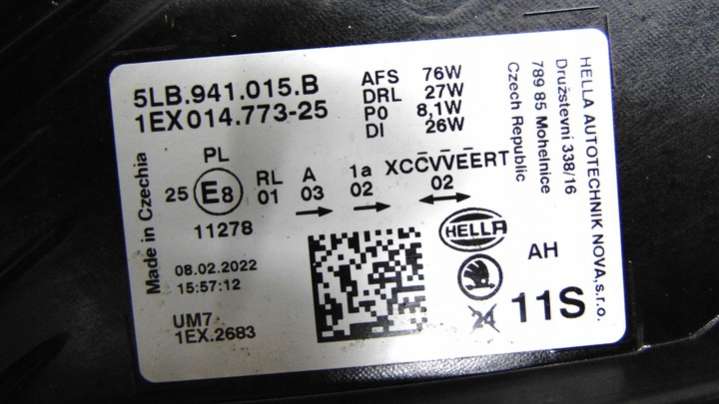 5LB.941.015.B
1EX014.773-25
AFS 76W
DRL 27W
P0 8,1W
DI 26W
HELLA AUTOTECHNIK NOVA,s.r.o.
Družstevní 338/16
789 85 Mohelnice
Czech Republic
Made in Czechia
PL
25 E8 RL 01 A 03 1a 02 XCC̄V̄VĒERT 02
11278
08.02.2022
15:57:12
UM7
1EX.2683
HELLA
AH
24
11S